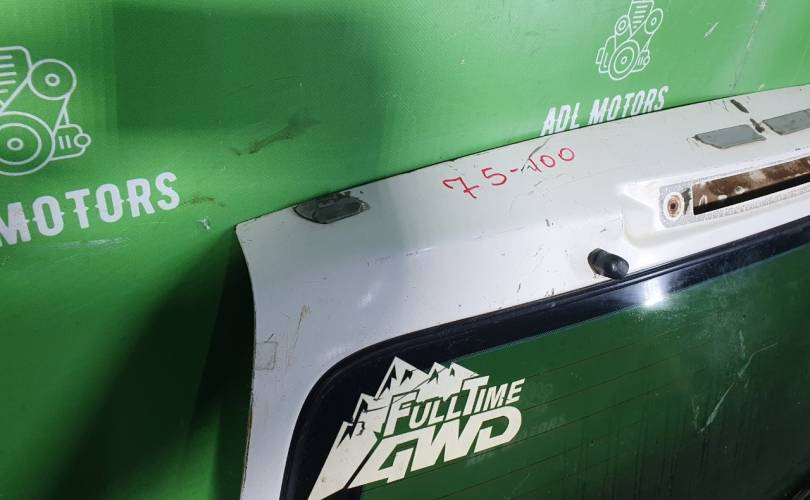 ADL MOTORS
MOTORS
75-100
FULLTIME
4WD